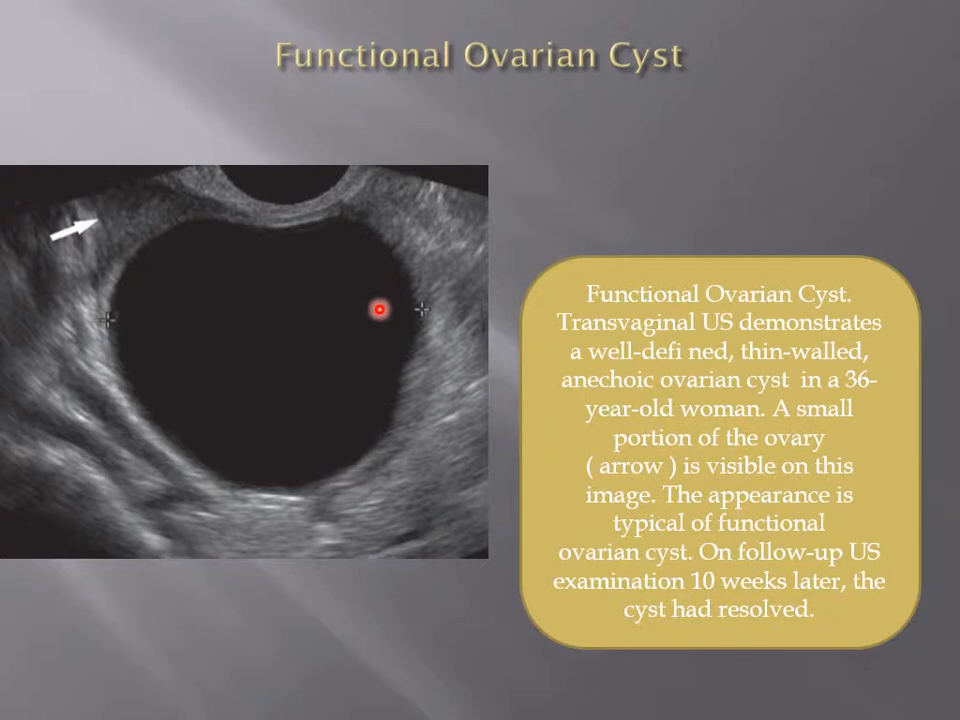 Functional Ovarian Cyst
Functional Ovarian Cyst.
Transvaginal US demonstrates
a well-defi ned, thin-walled,
anechoic ovarian cyst  in a 36-
year-old woman. A small
portion of the ovary
( arrow ) is visible on this
image. The appearance is
typical of functional
ovarian cyst. On follow-up US
examination 10 weeks later, the
cyst had resolved.